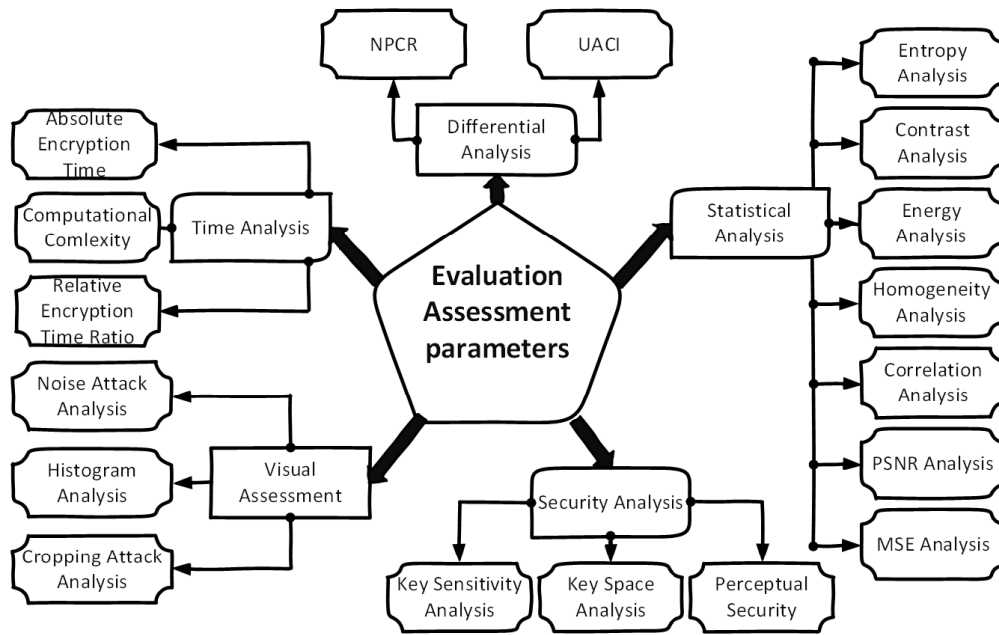 NPCR
UACI
Differential
Analysis
Entropy
Analysis
Contrast
Analysis
Energy
Analysis
Homogeneity
Analysis
Correlation
Analysis
PSNR Analysis
MSE Analysis
Statistical
Analysis
Absolute
Encryption
Time
Computational
Comlexity
Relative
Encryption
Time Ratio
Time Analysis
Evaluation
Assessment
parameters
Noise Attack
Analysis
Histogram
Analysis
Cropping Attack
Analysis
Visual
Assessment
Security Analysis
Key Sensitivity
Analysis
Key Space
Analysis
Perceptual
Security